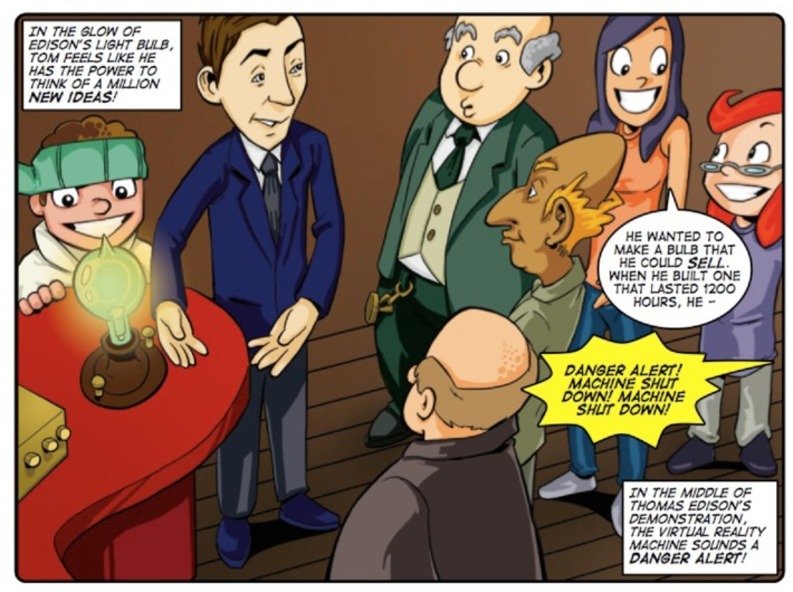 IN THE GLOW OF
EDISON'S LIGHT BULB,
TOM FEELS LIKE HE
HAS THE POWER TO
THINK OF A MILLION
NEW IDEAS!
HE WANTED TO
MAKE A BULB THAT
HE COULD SELL.
WHEN HE BUILT ONE
THAT LASTED 1200
HOURS, HE –
DANGER ALERT!
MACHINE SHUT
DOWN! MACHINE
SHUT DOWN!
IN THE MIDDLE OF
THOMAS EDISON'S
DEMONSTRATION,
THE VIRTUAL REALITY
MACHINE SOUNDS A
DANGER ALERT!